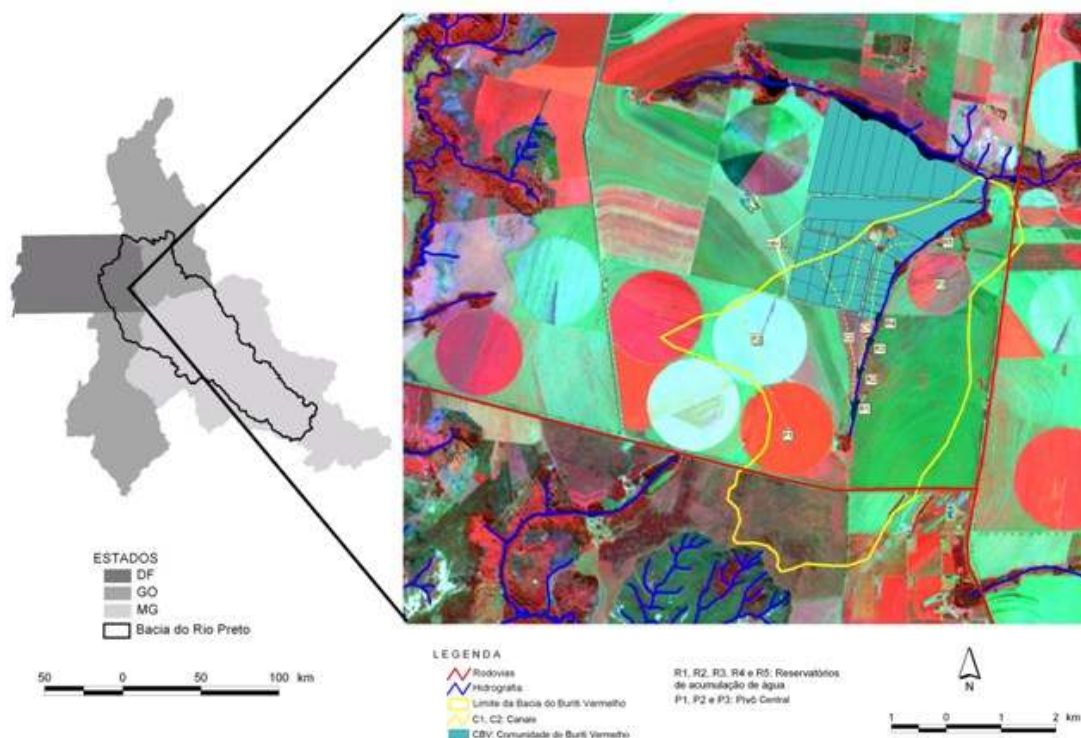 ESTADOS
DF
GO
MG
Bacia do Rio Preto
50 0 50 100 km
LEGENDA
Rodovias
Hidrografia
Limite da Bacia do Buriti Vermelho
C1, C2: Canais
CBV: Comunidade do Buriti Vermelho
R1, R2, R3, R4 e R5: Reservatórios
de acumulação de água
P1, P2 e P3: Pivô Central
N
1 0 1 2 km